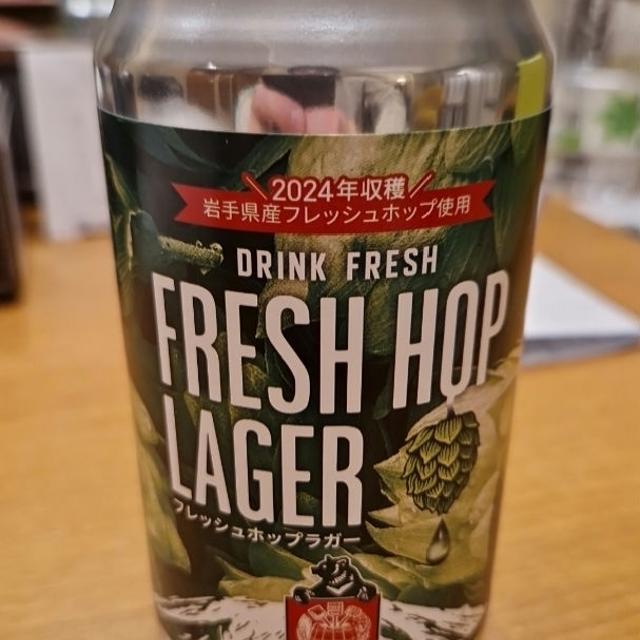 2024年収穫
岩手県産フレッシュホップ使用
DRINK FRESH
FRESH HOP
LAGER
フレッシュホップラガー